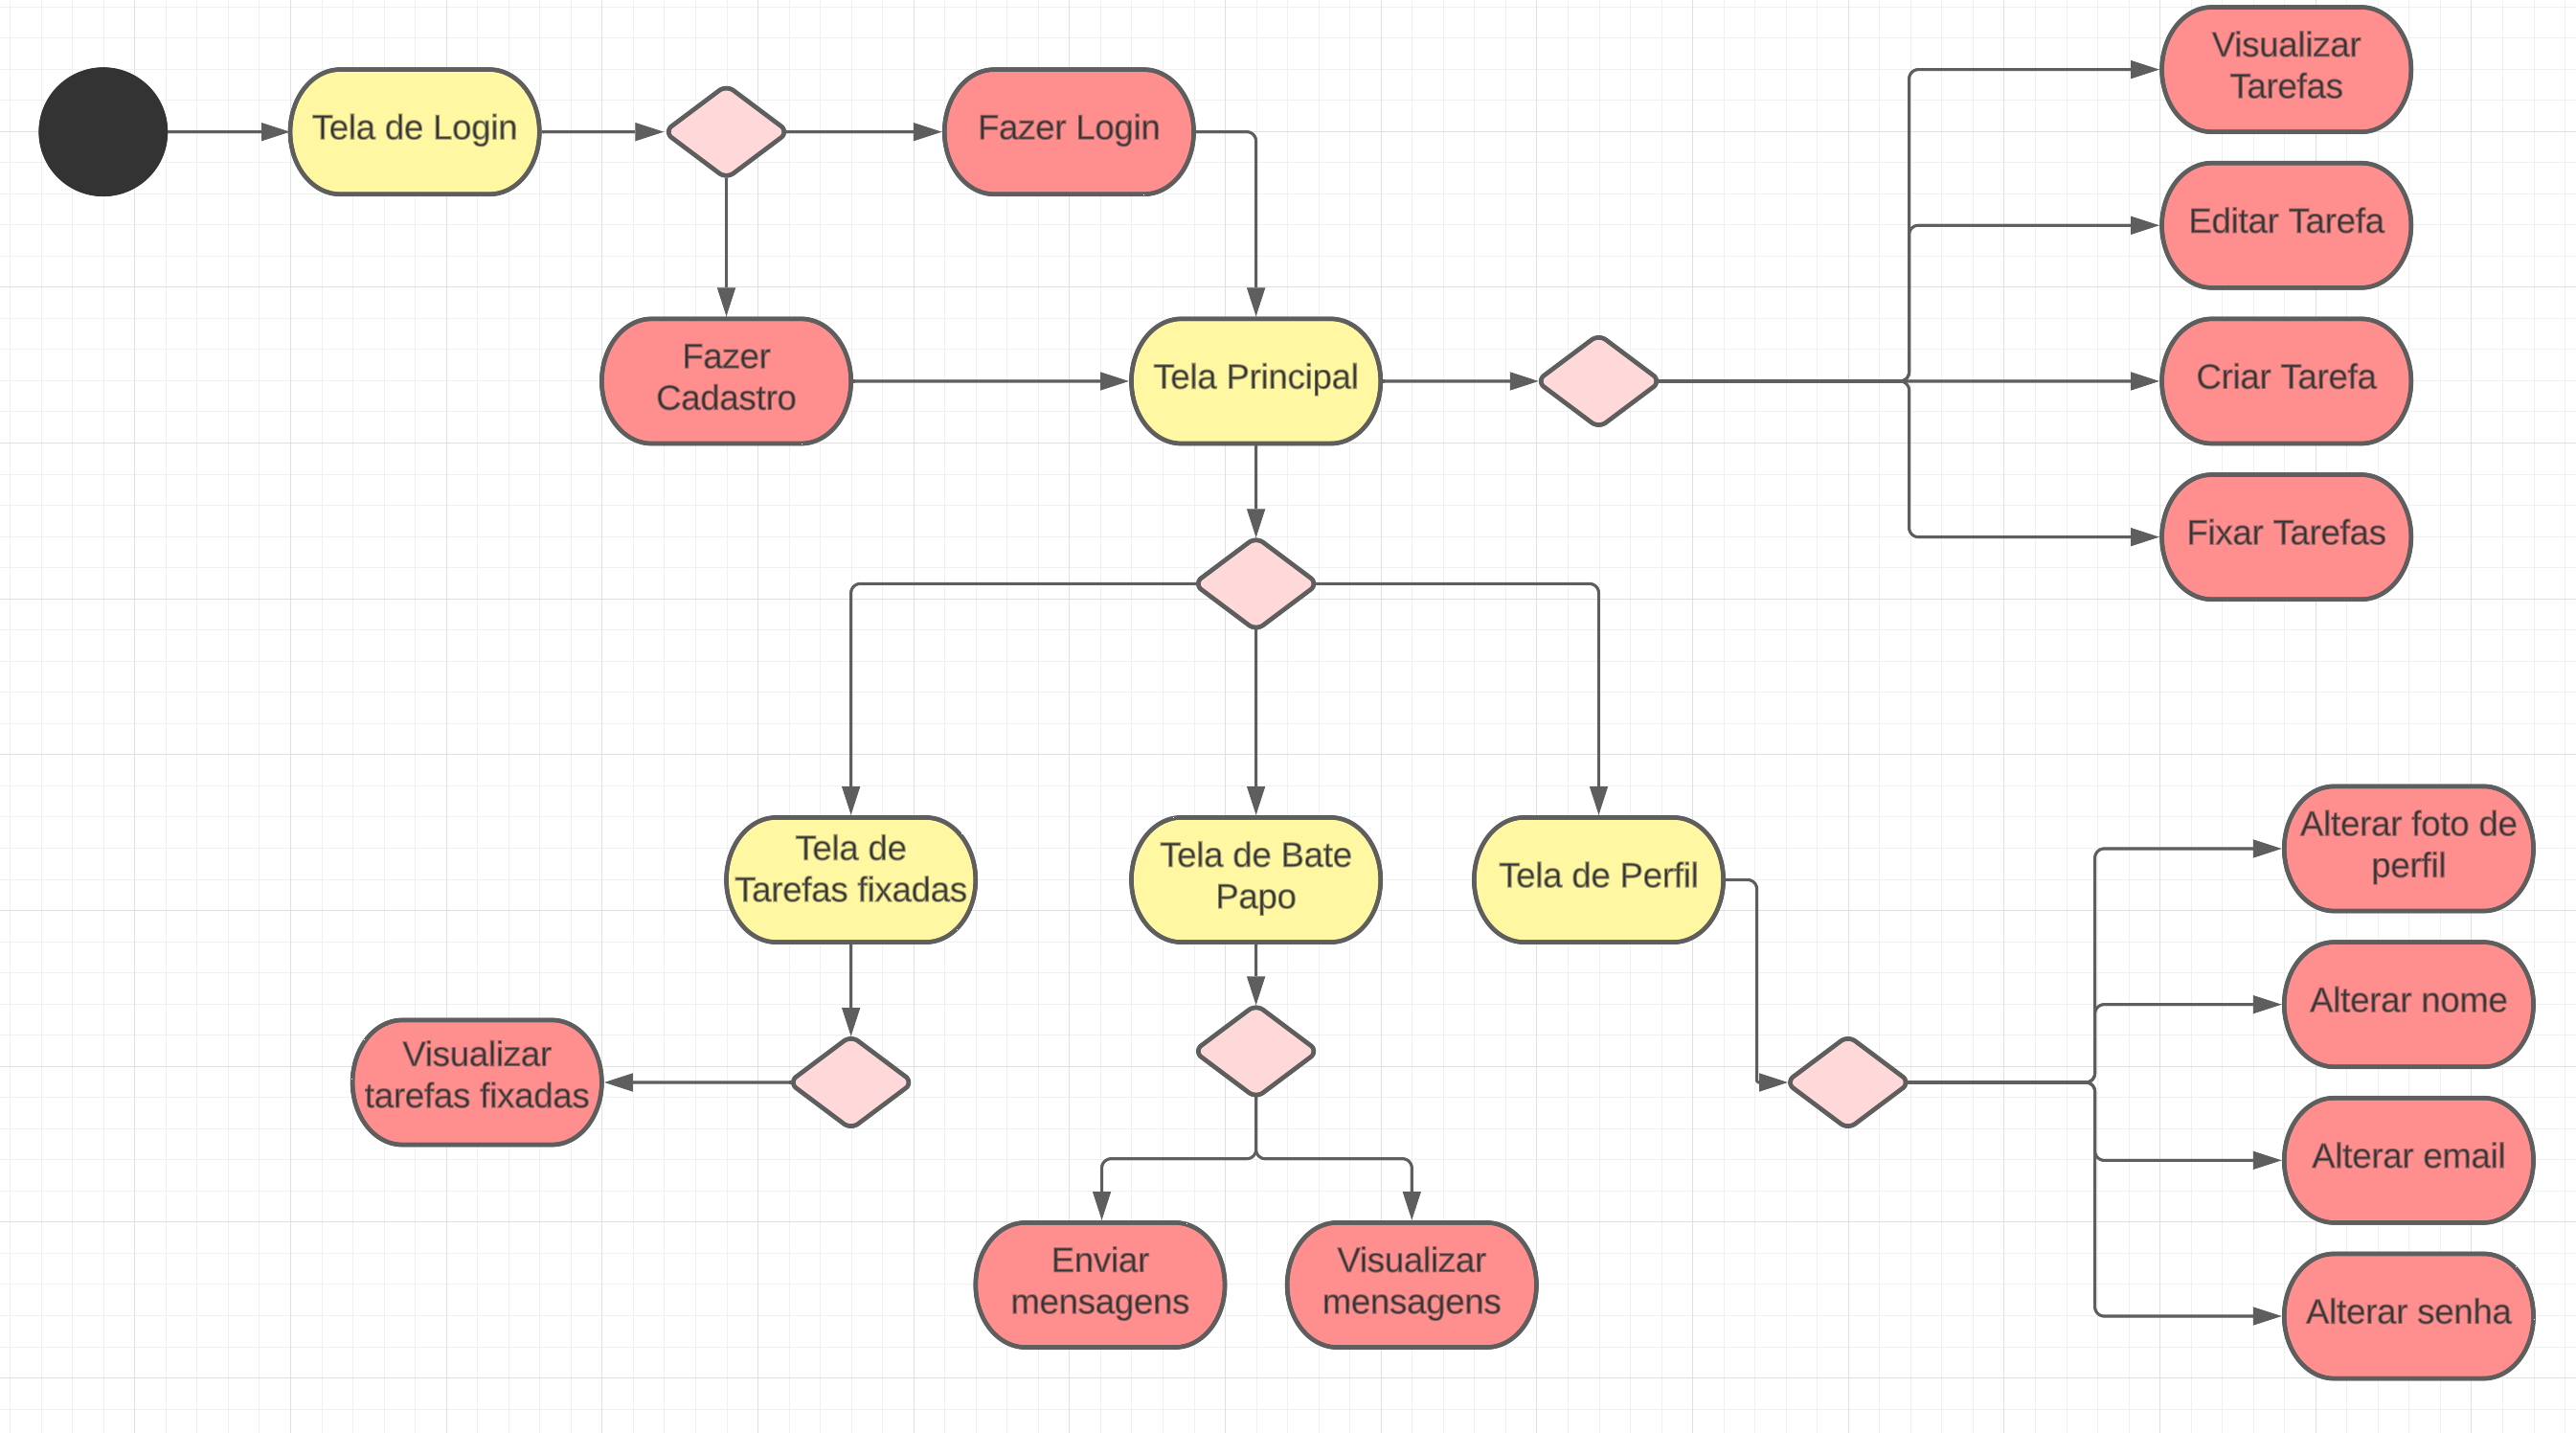 Tela de Login
Fazer Login
Visualizar
Tarefas
Editar Tarefa
Fazer
Cadastro
Tela Principal
Criar Tarefa
Fixar Tarefas
Tela de
Tarefas fixadas
Tela de Bate
Papo
Tela de Perfil
Alterar foto de
perfil
Alterar nome
Visualizar
tarefas fixadas
Alterar email
Enviar
mensagens
Visualizar
mensagens
Alterar senha